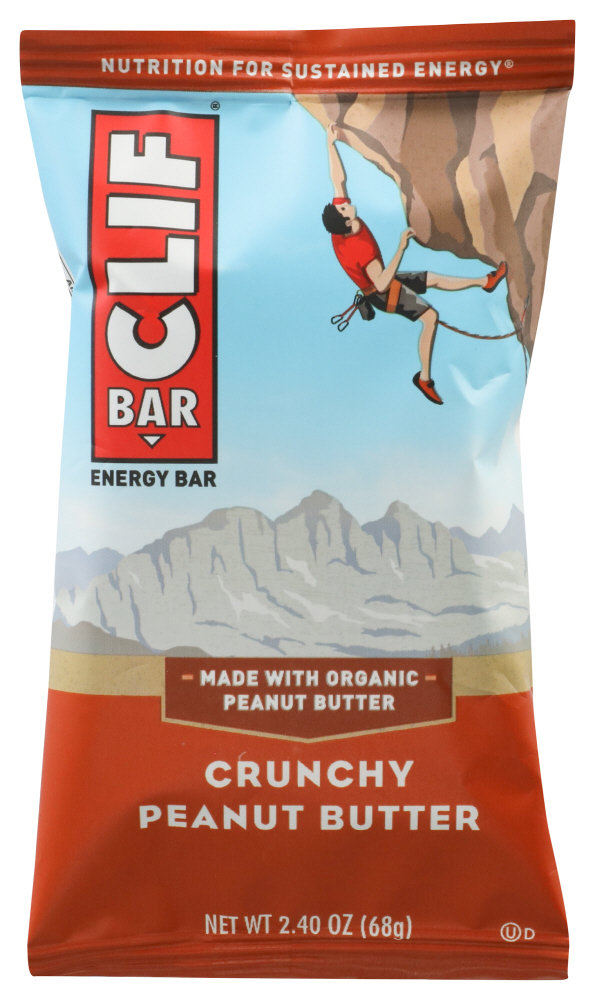 NUTRITION FOR SUSTAINED ENERGY®
CLIF®
BAR
ENERGY BAR
- MADE WITH ORGANIC -
PEANUT BUTTER
CRUNCHY
PEANUT BUTTER
NET WT 2.40 OZ (68g)
U D